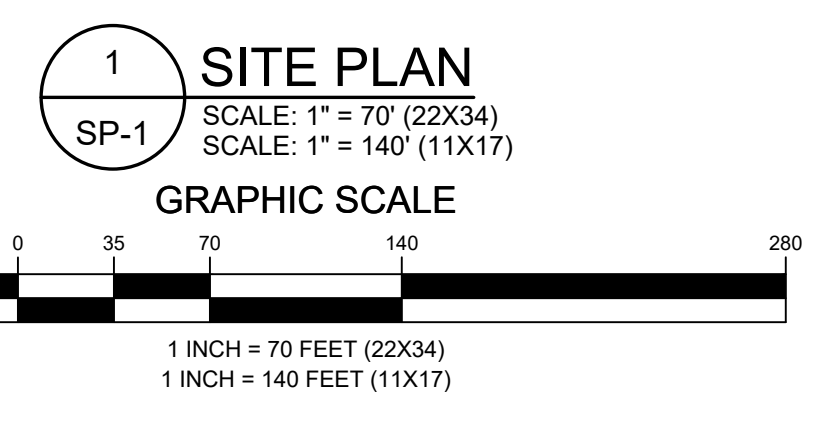 1
SITE PLAN
SP-1
SCALE: 1" = 70' (22X34)
SCALE: 1" = 140' (11X17)
GRAPHIC SCALE
0 35 70 140 280
1 INCH = 70 FEET (22X34)
1 INCH = 140 FEET (11X17)